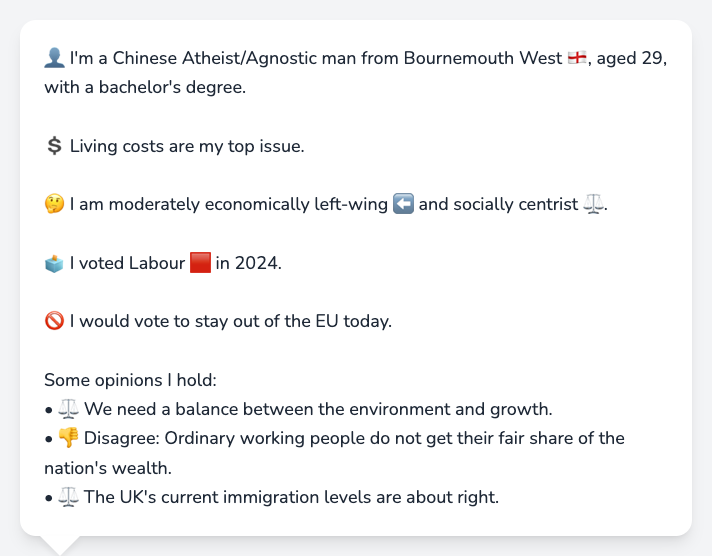 👤 I'm a Chinese Atheist/Agnostic man from Bournemouth West 🏴󠁧󠁢󠁥󠁮󠁧󠁿, aged 29,
with a bachelor's degree.
💲 Living costs are my top issue.
🤔 I am moderately economically left-wing ⬅️ and socially centrist ⚖️.
🗳️ I voted Labour 🟥 in 2024.
🚫 I would vote to stay out of the EU today.
Some opinions I hold:
• ⚖️ We need a balance between the environment and growth.
• 👎 Disagree: Ordinary working people do not get their fair share of the
nation's wealth.
• ⚖️ The UK's current immigration levels are about right.